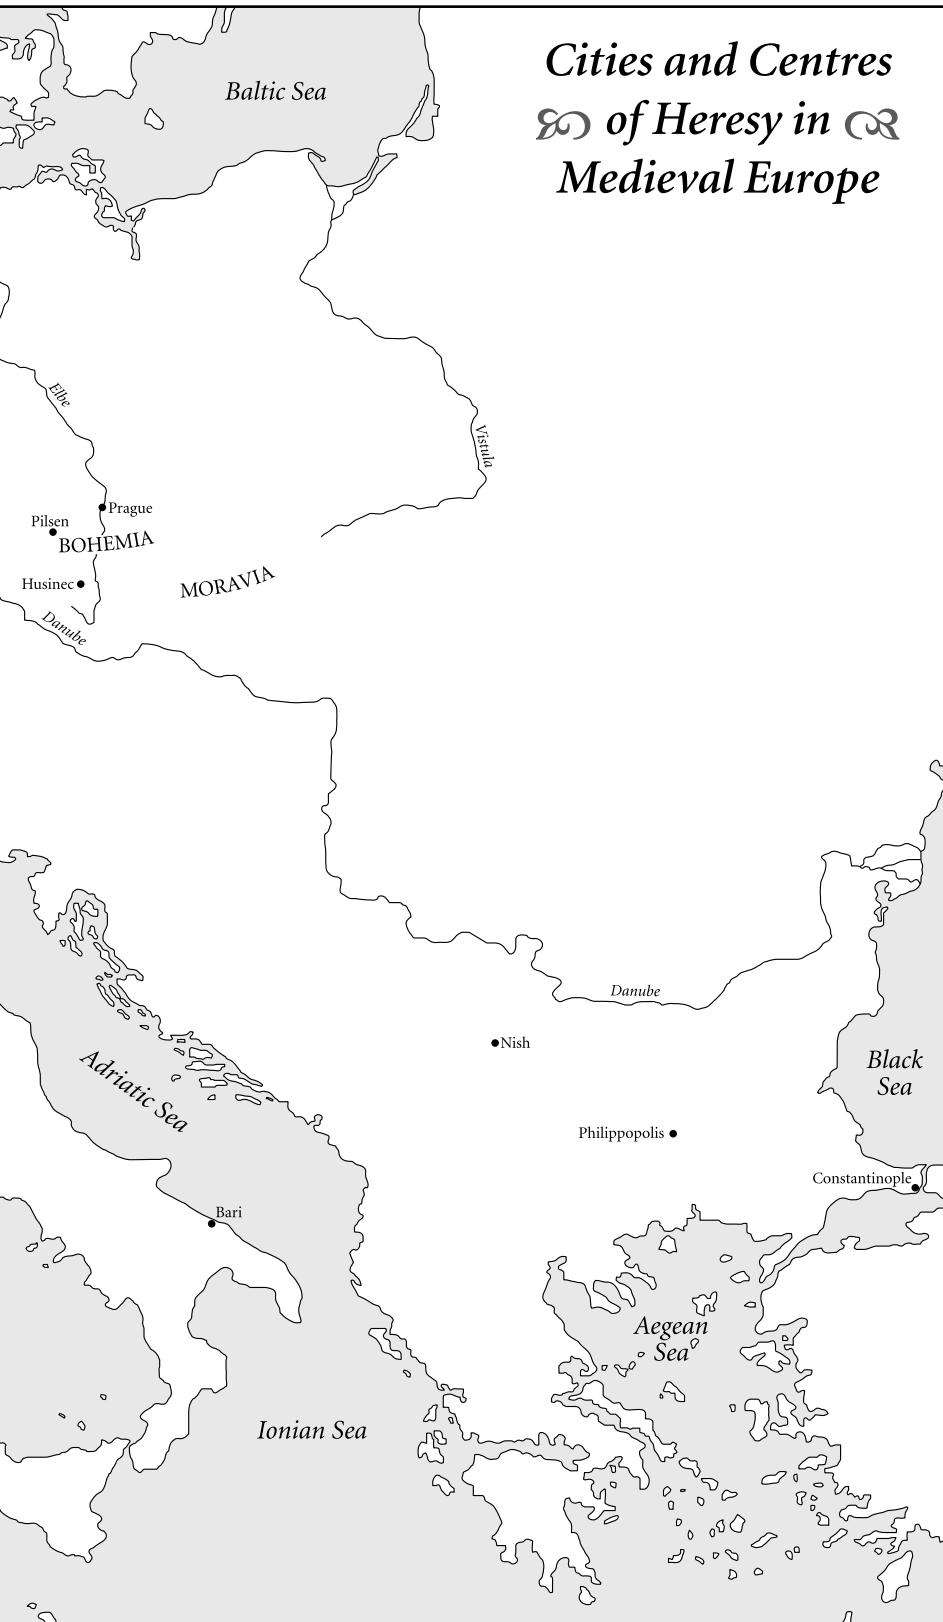 Cities and Centres
of Heresy in
Medieval Europe
Baltic Sea
Elbe
Vistula
Prague
Pilsen
BOHEMIA
Husinec
MORAVIA
Danube
Danube
Nish
Adriatic Sea
Black
Sea
Philippopolis
Constantinople
Bari
Aegean
Sea
Ionian Sea